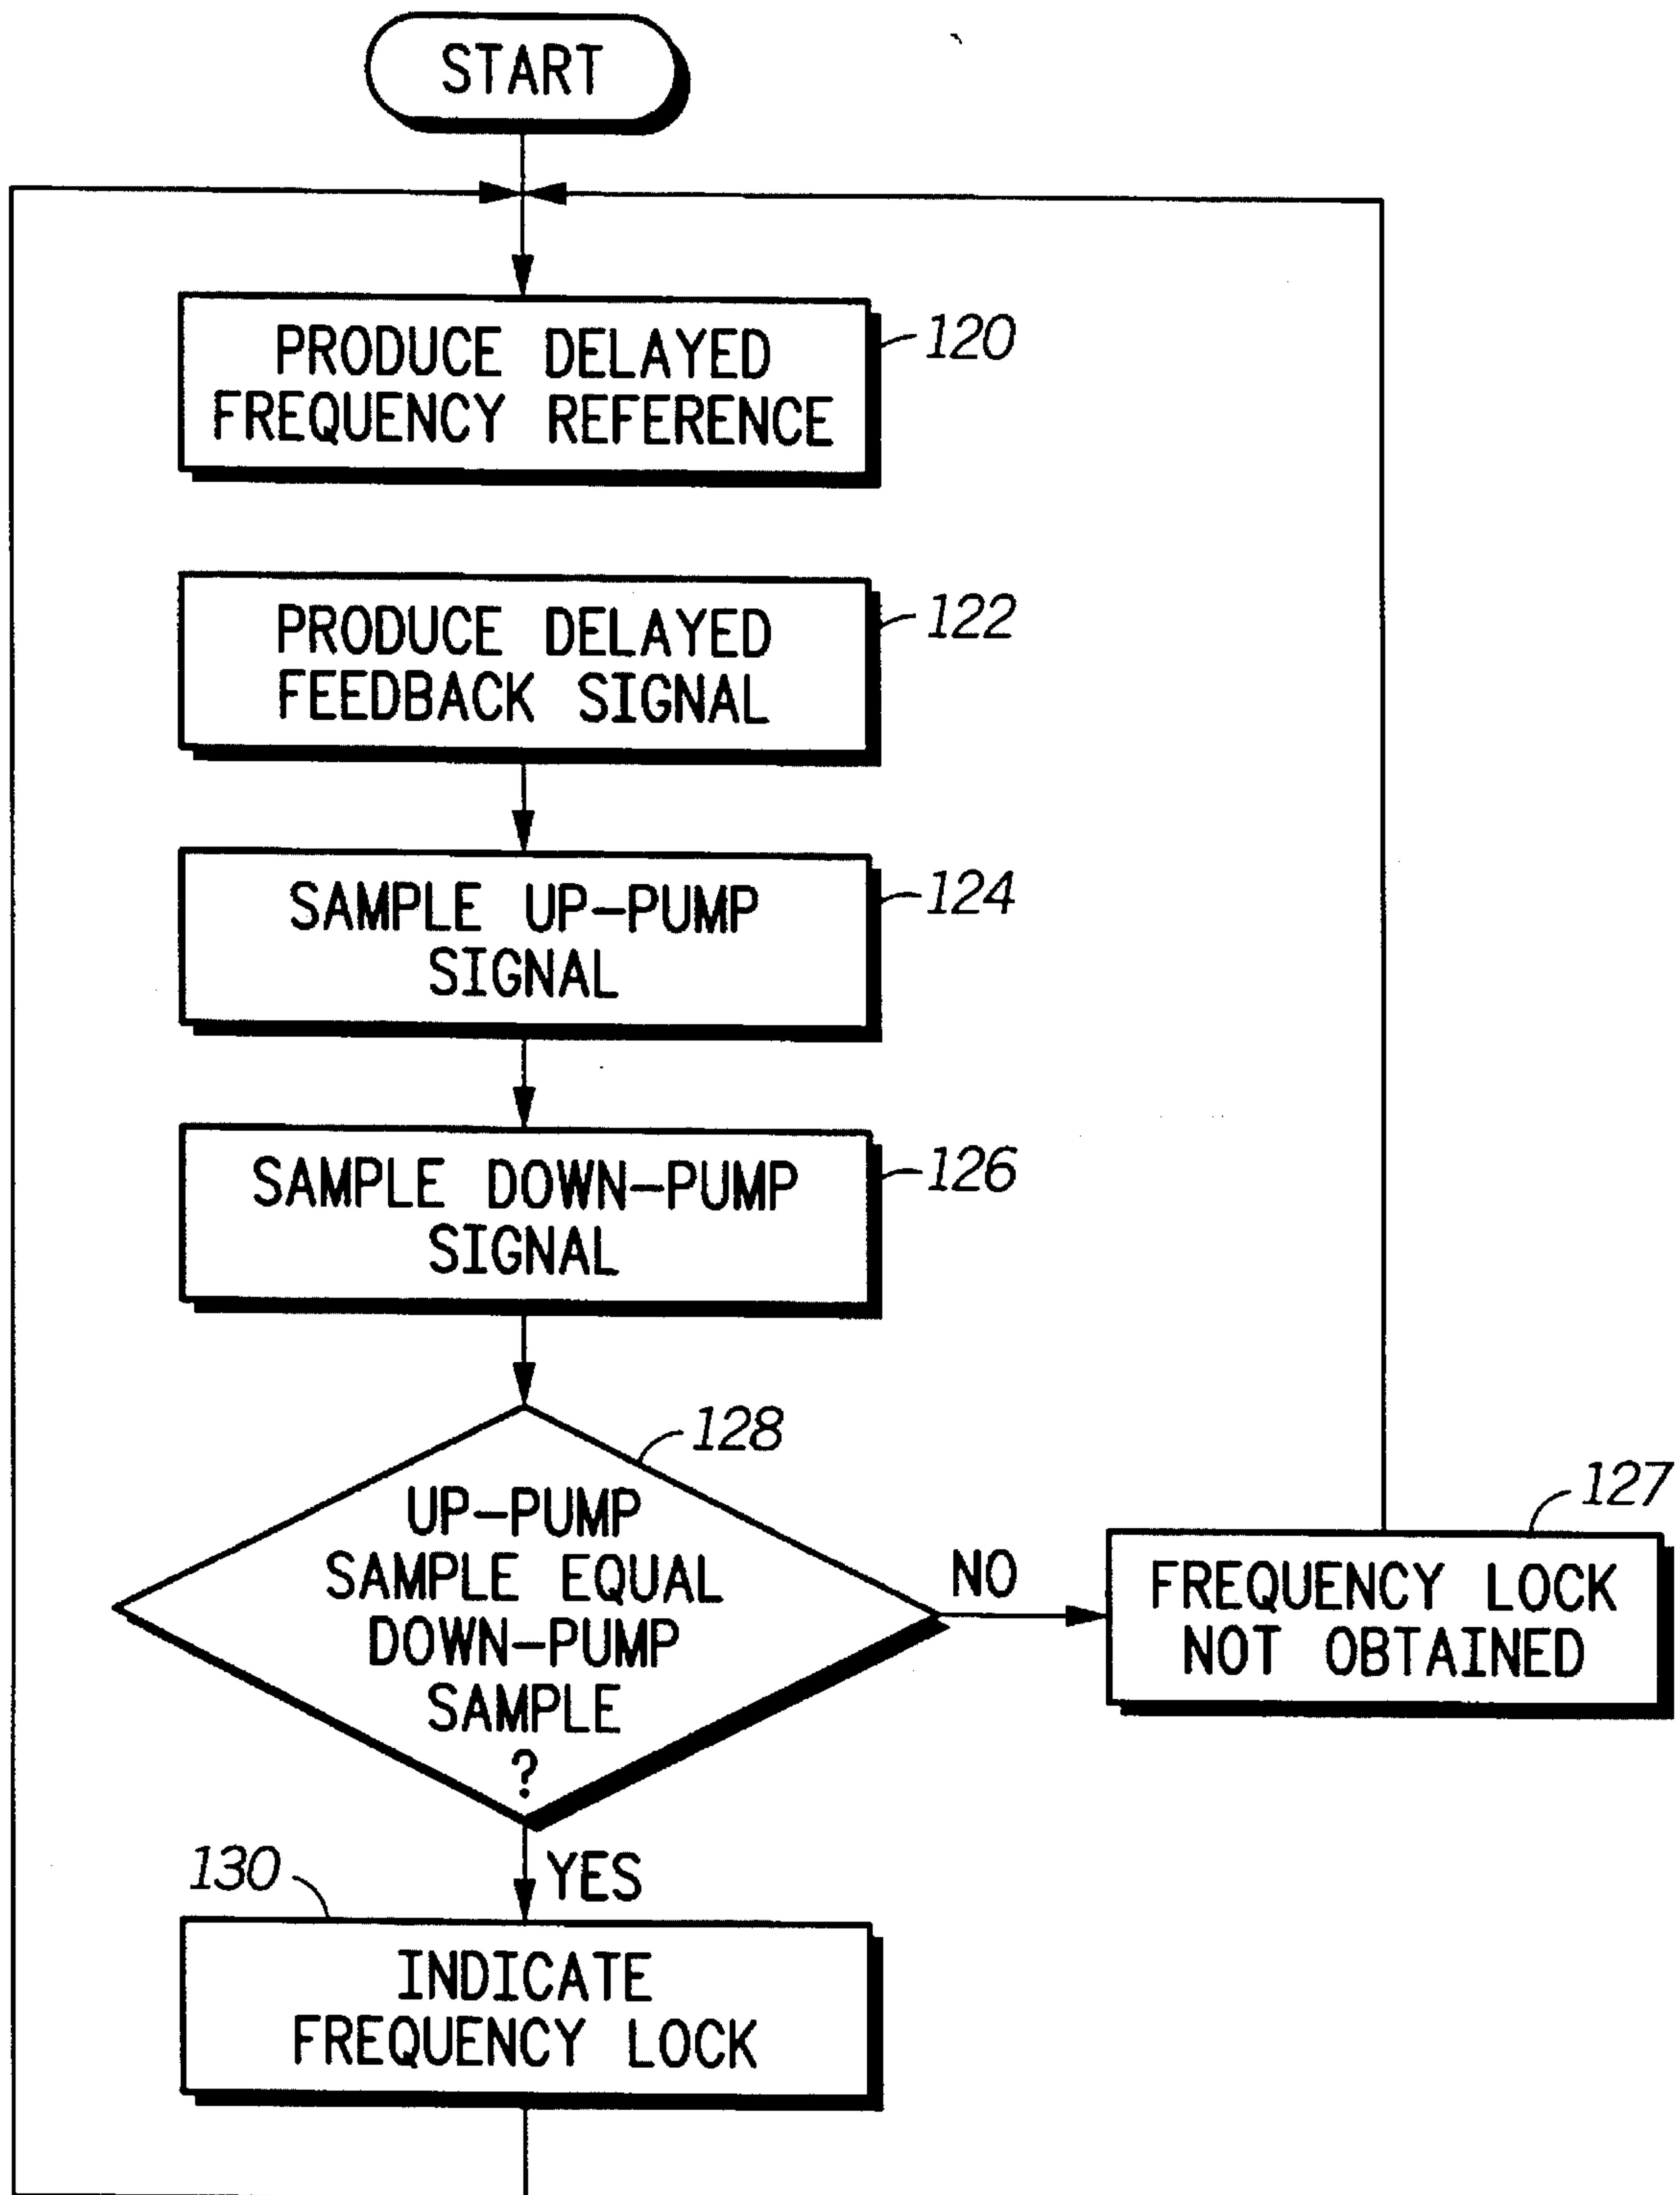 START
PRODUCE DELAYED
FREQUENCY REFERENCE
120
PRODUCE DELAYED
FEEDBACK SIGNAL
122
SAMPLE UP-PUMP
SIGNAL
124
SAMPLE DOWN-PUMP
SIGNAL
126
128
UP-PUMP
SAMPLE EQUAL
DOWN-PUMP
SAMPLE
?
NO
127
FREQUENCY LOCK
NOT OBTAINED
YES
130
INDICATE
FREQUENCY LOCK